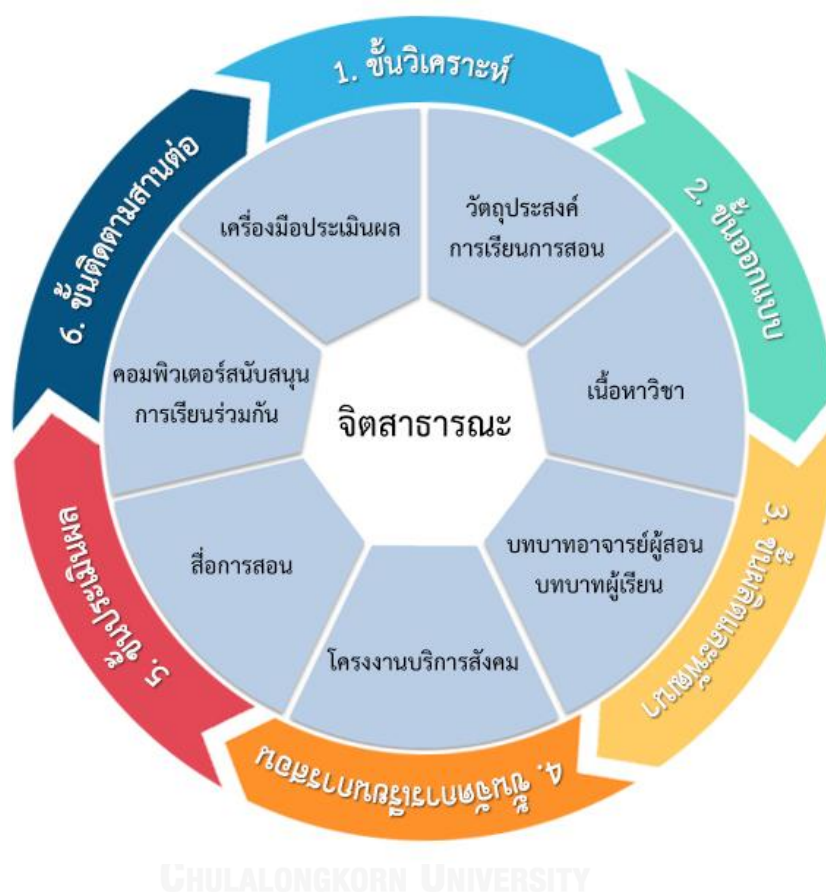 1. ขั้นวิเคราะห์
2. ขั้นออกแบบ
3. ขั้นผลิตและพัฒนา
4. ขั้นจัดการเรียนการสอน
5. ขั้นประเมินผล
6. ขั้นติดตามสานต่อ
วัตถุประสงค์
การเรียนการสอน
เนื้อหาวิชา
บทบาทอาจารย์ผู้สอน
บทบาทผู้เรียน
โครงงานบริการสังคม
สื่อการสอน
คอมพิวเตอร์สนับสนุน
การเรียนร่วมกัน
เครื่องมือประเมินผล
จิตสาธารณะ
CHULALONGKORN UNIVERSITY